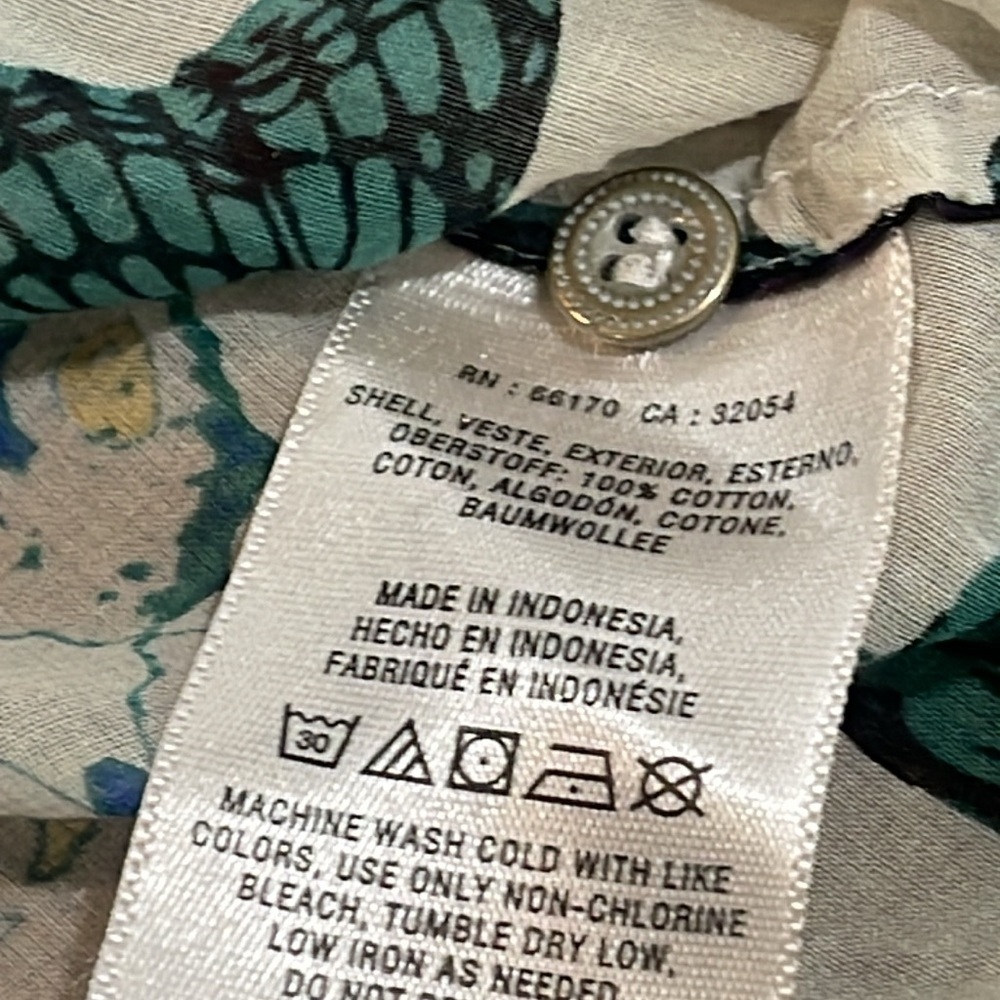 RN : 66170 CA : 32054
SHELL, VESTE, EXTERIOR, ESTERNO,
OBERSTOFF: 100% COTTON,
COTON, ALGODÓN, COTONE,
BAUMWOLLEE
MADE IN INDONESIA,
HECHO EN INDONESIA,
FABRIQUÉ EN INDONÉSIE
30
MACHINE WASH COLD WITH LIKE
COLORS, USE ONLY NON-CHLORINE
BLEACH, TUMBLE DRY LOW,
LOW IRON AS NEEDED
DO NOT